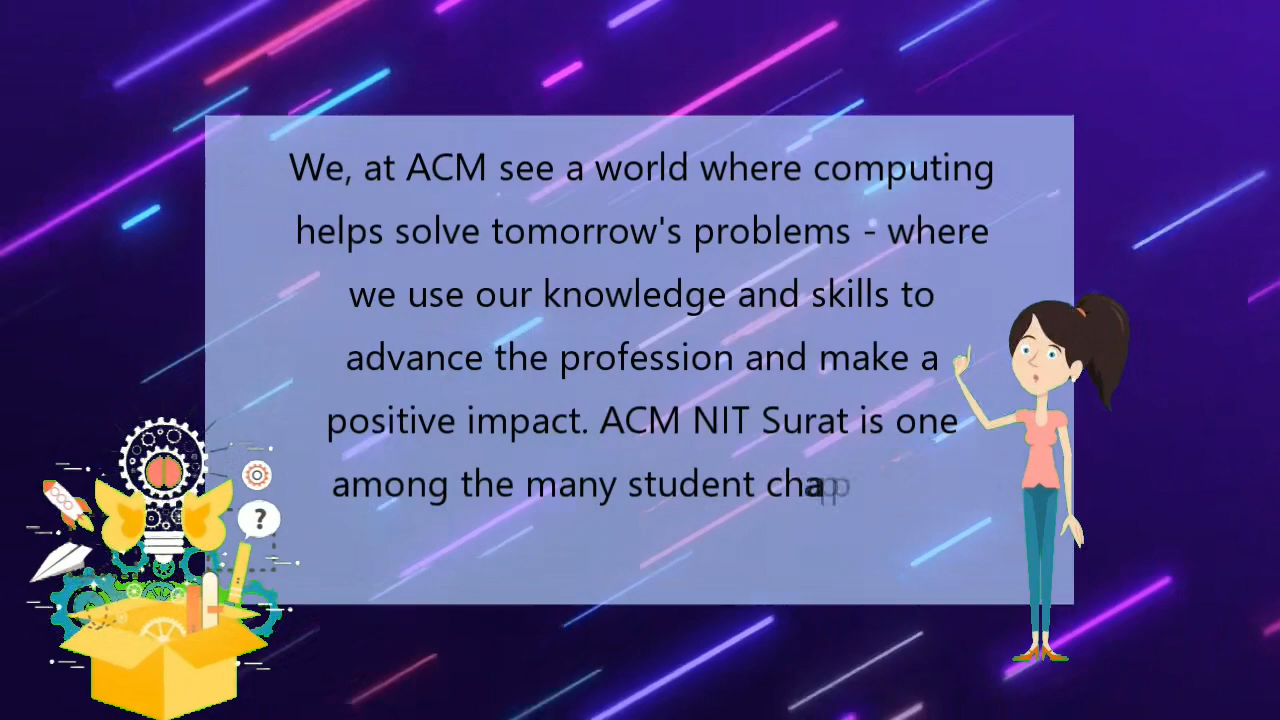 We, at ACM see a world where computing
helps solve tomorrow's problems - where
we use our knowledge and skills to
advance the profession and make a
positive impact. ACM NIT Surat is one
among the many student chapp
?